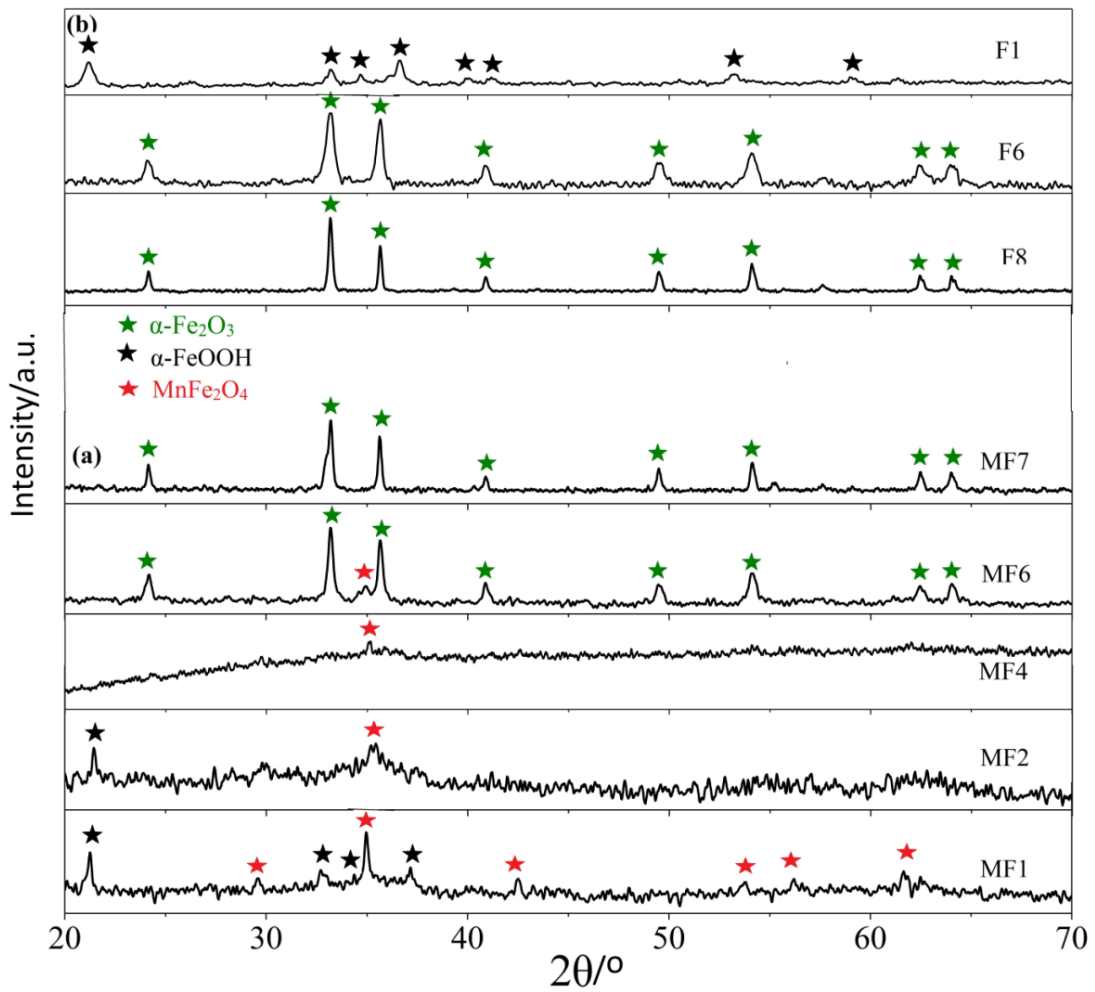 (b)
F1
F6
F8
α-Fe₂O₃
α-FeOOH
MnFe₂O₄
(a)
MF7
MF6
MF4
MF2
MF1
Intensity/a.u.
20 30 40 50 60 70
2θ/º